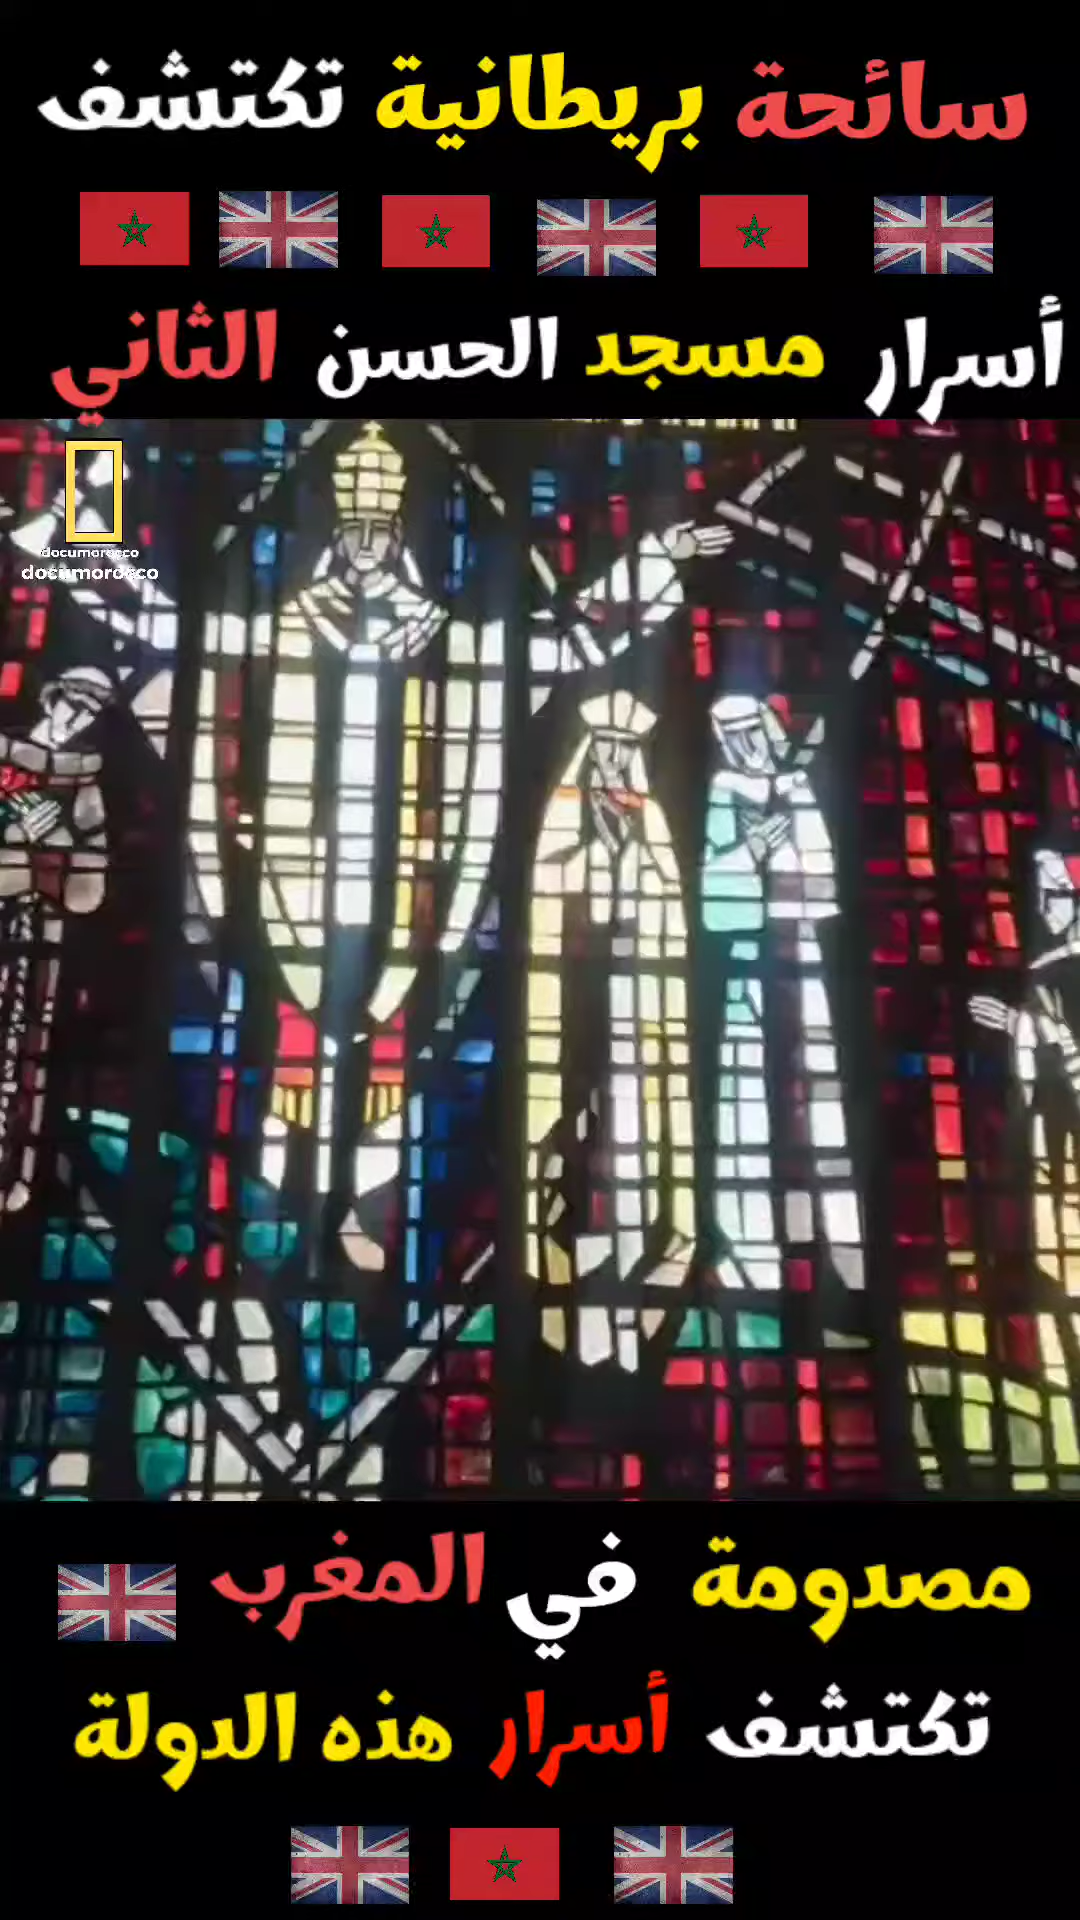 سائحة بريطانية تكتشف
أسرار مسجد الحسن الثاني
documorocco
documorocco
مصدومة في المغرب
تكتشف أسرار هذه الدولة